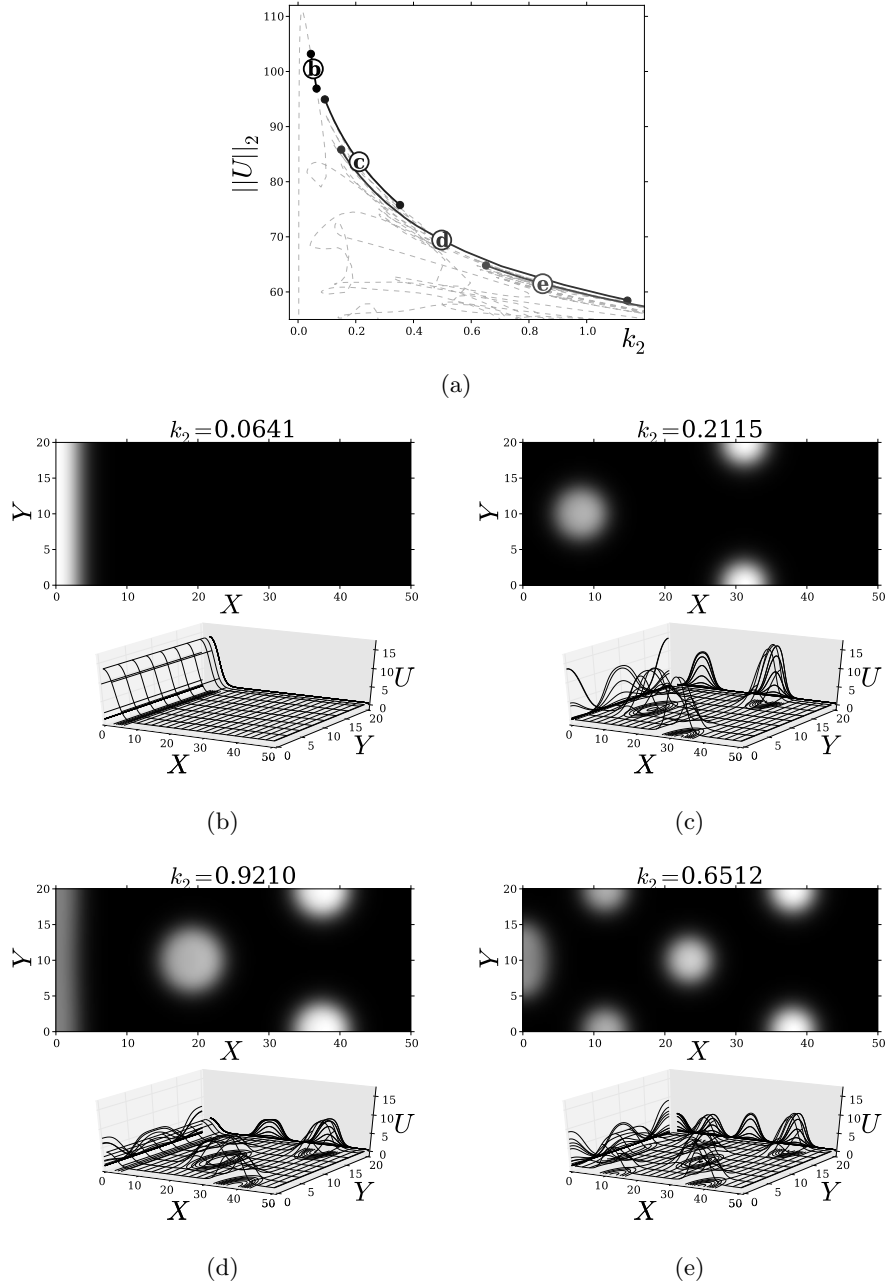 110
100
90
80
70
60
||U||₂
b
c
d
e
0.0 0.2 0.4 0.6 0.8 1.0
k₂
(a)
k₂=0.0641
20
15
10
5
0
Y
0 10 20 30 40 50
X
15
10
5
0
U
0 10 20 30 40 50
X
0 5 10 15 20
Y
(b)
k₂=0.2115
20
15
10
5
0
Y
0 10 20 30 40 50
X
15
10
5
0
U
0 10 20 30 40 50
X
0 5 10 15 20
Y
(c)
k₂=0.9210
20
15
10
5
0
Y
0 10 20 30 40 50
X
15
10
5
0
U
0 10 20 30 40 50
X
0 5 10 15 20
Y
(d)
k₂=0.6512
20
15
10
5
0
Y
0 10 20 30 40 50
X
15
10
5
0
U
0 10 20 30 40 50
X
0 5 10 15 20
Y
(e)